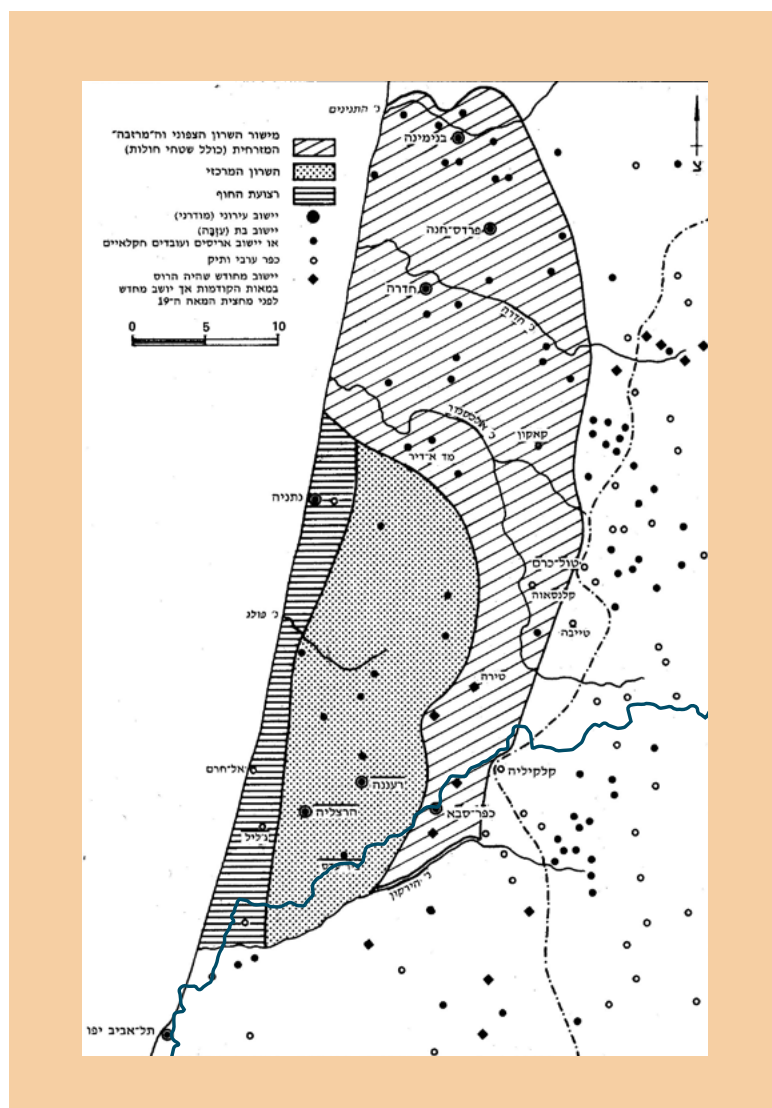 נ׳ התנינים
מישור השרון הצפוני וה״מרזבה״
המזרחית (כולל שטחי חולות)
השרון המרכזי
רצועת החוף
יישוב עירוני (מודרני)
יישוב בת (עִזְבָּה)
או יישוב אריסים ועובדים חקלאיים
כפר ערבי ותיק
יישוב מחודש שהיה הרוס
במאות הקודמות אך יושב מחדש
לפני מחצית המאה ה־19
0 5 10
בנימינה
פרדס־חנה
חדרה
נ׳ חדרה
נ׳ אלכסנדר
קאקון
מד א־דיר
נתניה
טול־כרם
קלנסאווה
טייבה
נ׳ פולג
טירה
אל־חרם
קלקיליה
רעננה
הרצליה
כפר־סבא
ג׳ליל
נ׳ הירקון
תל־אביב יפו